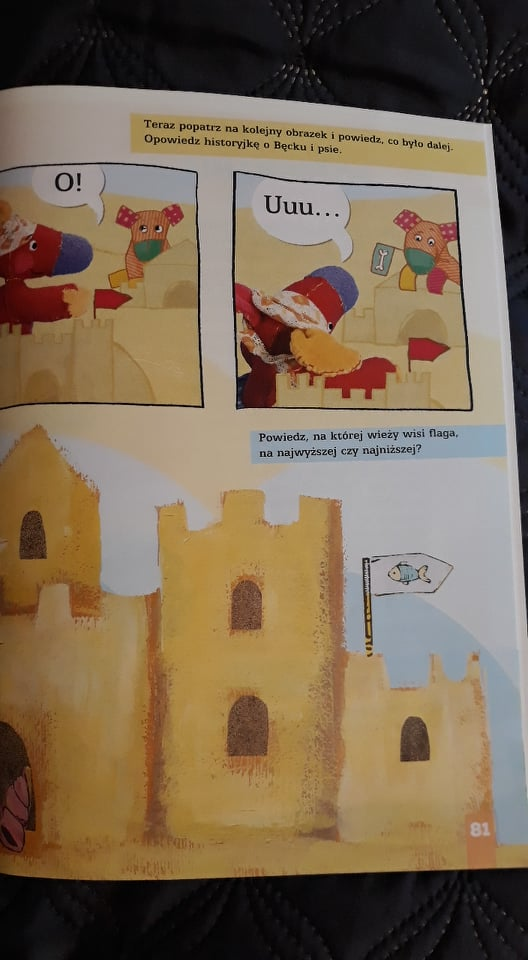 Teraz popatrz na kolejny obrazek i powiedz, co było dalej.
Opowiedz historyjkę o Bęcku i psie.
O!
Uuu...
Powiedz, na której wieży wisi flaga,
na najwyższej czy najniższej?
81